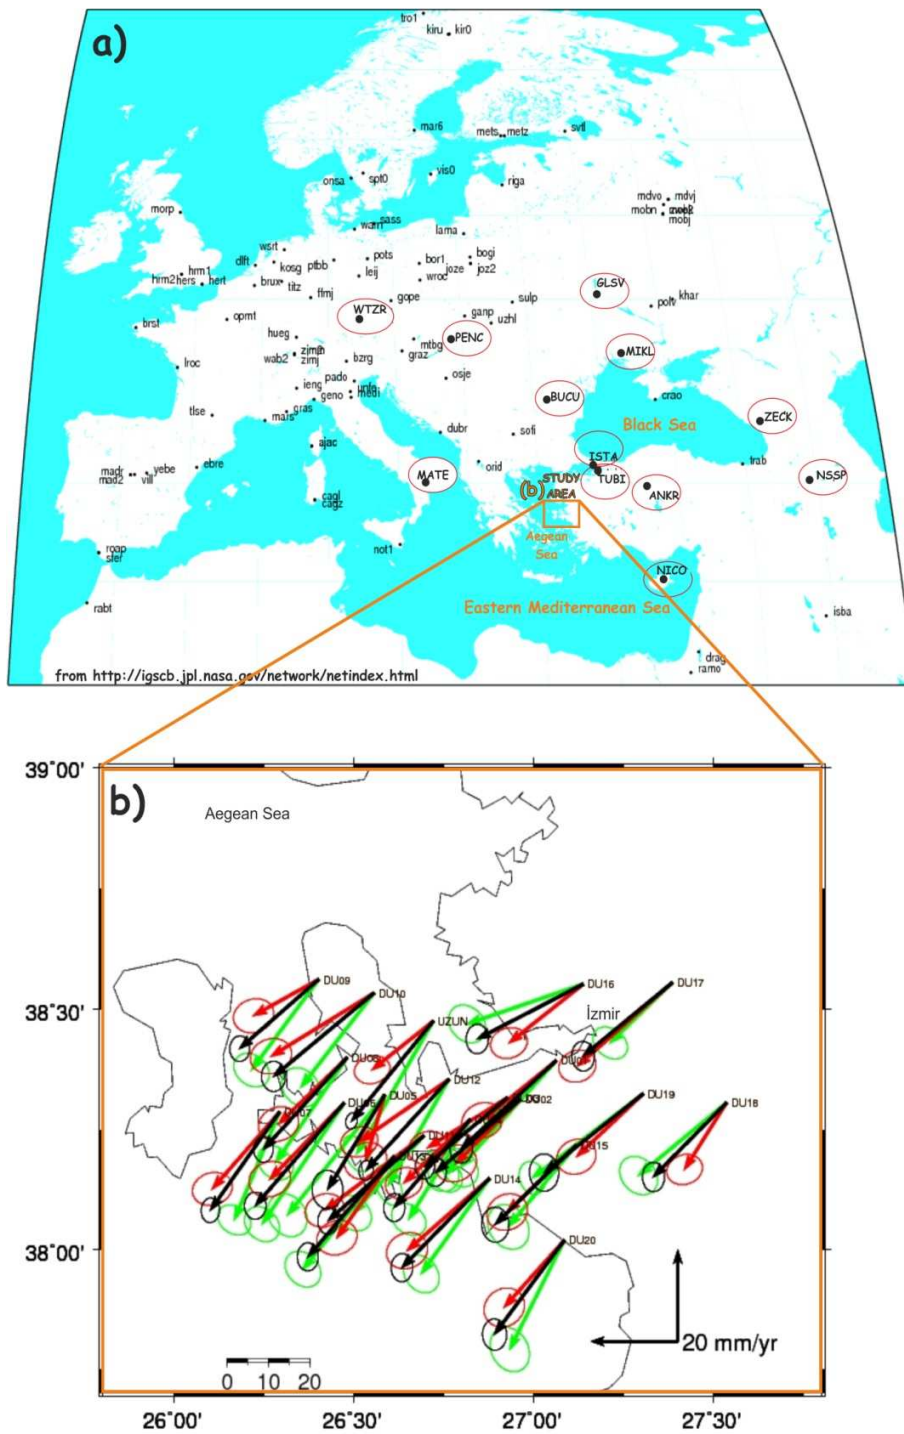 a)
tro1
kiru kir0
mar6
mets metz
svtl
onsa
spt0
vis0
riga
mdvo mdvj
mobn
mobj
morp
sass
lama
wsrt
dlft
kosg
ptbb
pots
leij
bor1
wroc
bogi
joze joz2
hrm1
hrm2 hers hert
brux
titz
ffmj
gope
sulp
GLSV
polv
khar
WTZR
opmt
brst
PENC
ganp
uzhl
MIKL
hueg
wab2
zimj
mtbg
graz
bzrg
lroc
pado
osje
ieng
medi
geno
BUCU
crao
tlse
gras
mars
dubr
sofi
Black Sea
ZECK
ajac
ISTA
madr
mad2
yebe
vill
ebre
MATE
orid
(b)
STUDY
AREA
TUBI
trab
NSSP
ANKR
cagl
cagz
Aegean
Sea
roap
sfer
not1
NICO
rabt
Eastern Mediterranean Sea
isba
drag
ramo
from http://igscb.jpl.nasa.gov/network/netindex.html
39°00'
b)
Aegean Sea
DU09
DU10
DU16
DU17
38°30'
UZUN
İzmir
DU12
DU05
DU02
DU19
DU18
DU07
DU15
DU14
38°00'
DU20
20 mm/yr
0 10 20
26°00' 26°30' 27°00' 27°30'